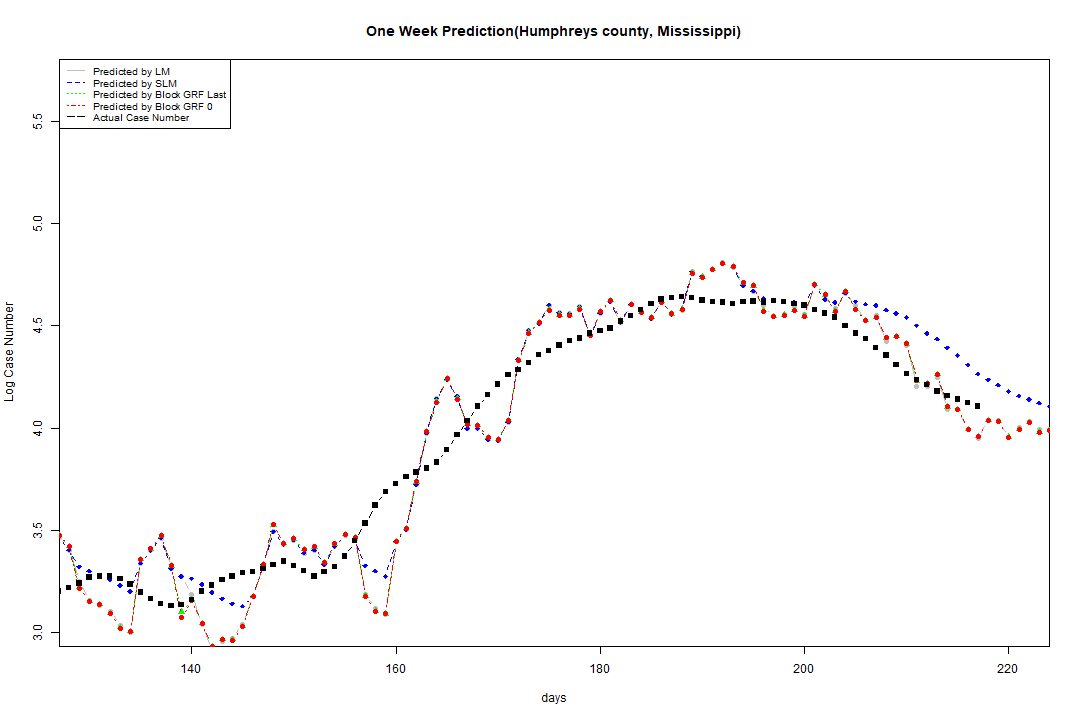 One Week Prediction(Humphreys county, Mississippi)
Predicted by LM
Predicted by SLM
Predicted by Block GRF Last
Predicted by Block GRF 0
Actual Case Number
Log Case Number
5.5
5.0
4.5
4.0
3.5
3.0
140 160 180 200 220
days